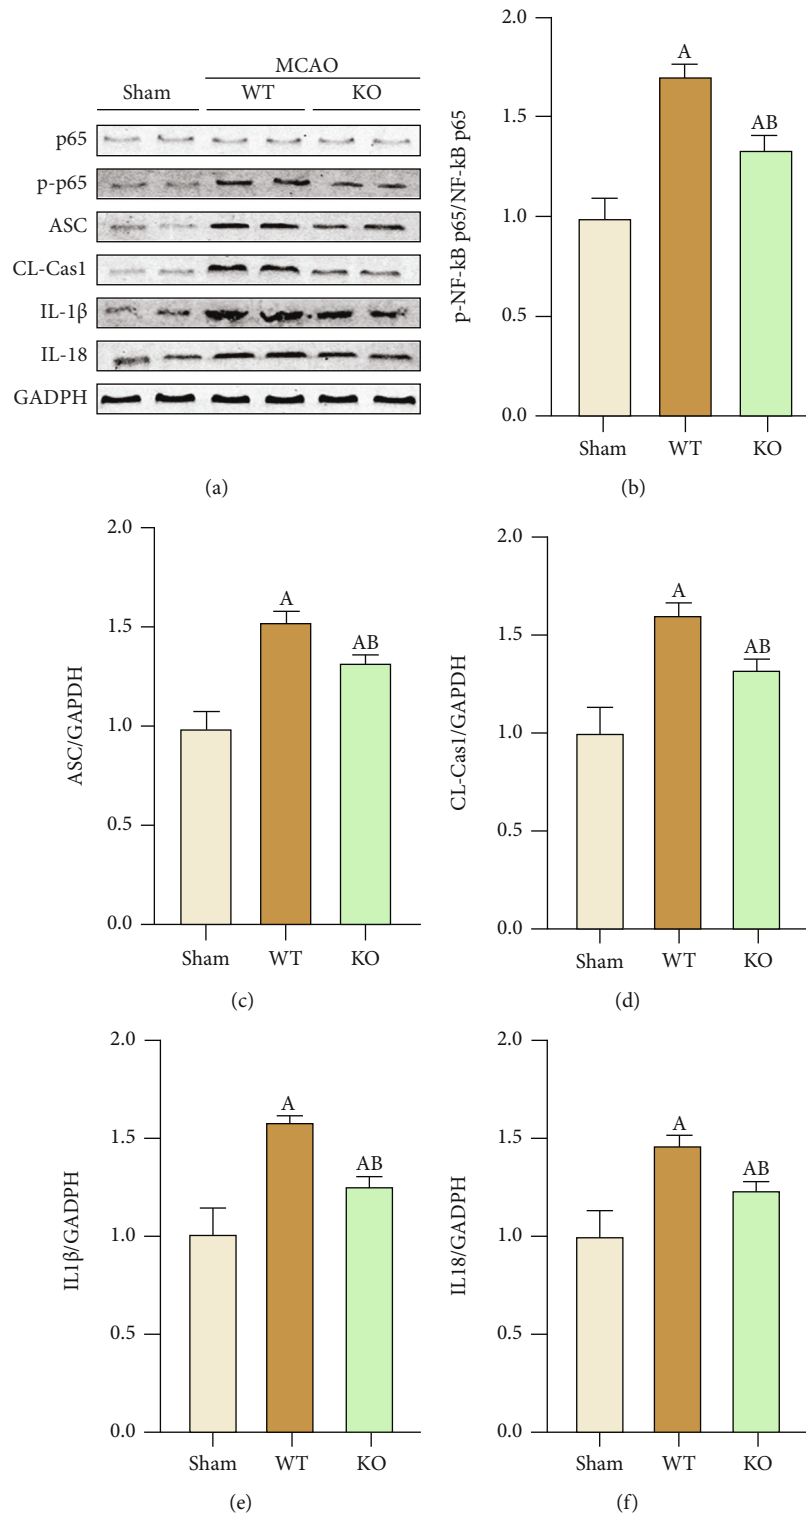 MCAO
Sham WT KO
p65
p-p65
ASC
CL-Cas1
IL-1β
IL-18
GADPH
(a)
p-NF-kB p65/NF-kB p65
2.0
1.5
1.0
0.5
0.0
A
AB
Sham WT KO
(b)
ASC/GAPDH
2.0
1.5
1.0
0.5
0.0
A
AB
Sham WT KO
(c)
CL-Cas1/GAPDH
2.0
1.5
1.0
0.5
0.0
A
AB
Sham WT KO
(d)
IL1β/GADPH
2.0
1.5
1.0
0.5
0.0
A
AB
Sham WT KO
(e)
IL18/GADPH
2.0
1.5
1.0
0.5
0.0
A
AB
Sham WT KO
(f)